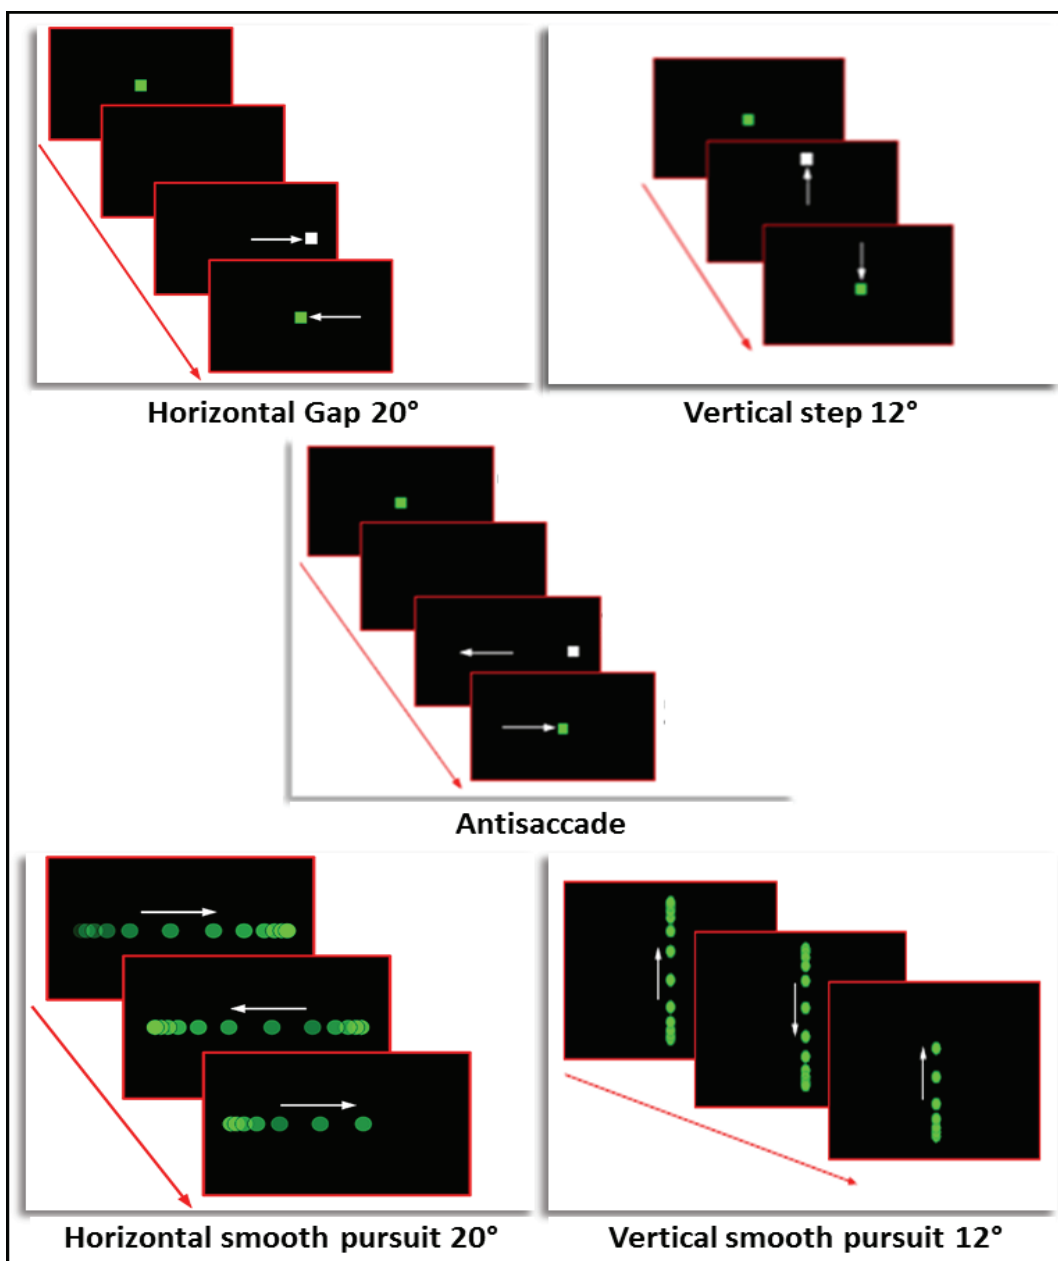 Horizontal Gap 20°
Vertical step 12°
Antisaccade
Horizontal smooth pursuit 20°
Vertical smooth pursuit 12°